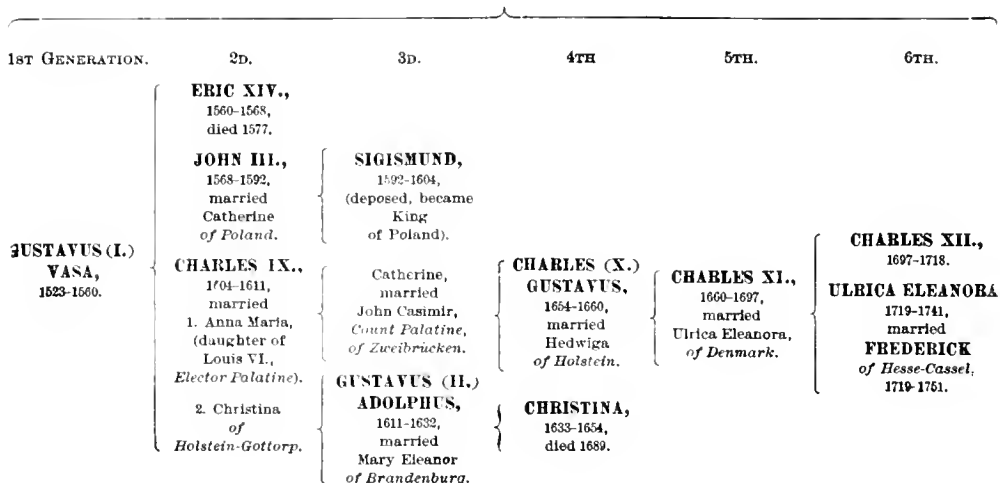 1ST GENERATION. 2D. 3D. 4TH 5TH. 6TH.
GUSTAVUS (I.)
VASA,
1523-1560.
ERIC XIV.,
1560-1568,
died 1577.
JOHN III.,
1568-1592,
married
Catherine
of Poland.
CHARLES IX.,
1604-1611,
married
1. Anna Maria,
(daughter of
Louis VI.,
Elector Palatine).
2. Christina
of
Holstein-Gottorp.
SIGISMUND,
1592-1604,
(deposed, became
King
of Poland).
Catherine,
married
John Casimir,
Count Palatine,
of Zweibrücken.
GUSTAVUS (II.)
ADOLPHUS,
1611-1632,
married
Mary Eleanor
of Brandenburg.
CHARLES (X.)
GUSTAVUS,
1654-1660,
married
Hedwiga
of Holstein.
CHRISTINA,
1633-1654,
died 1689.
CHARLES XI.,
1660-1697,
married
Ulrica Eleanora,
of Denmark.
CHARLES XII.,
1697-1718.
ULRICA ELEANORA
1719-1741,
married
FREDERICK
of Hesse-Cassel,
1719-1751.